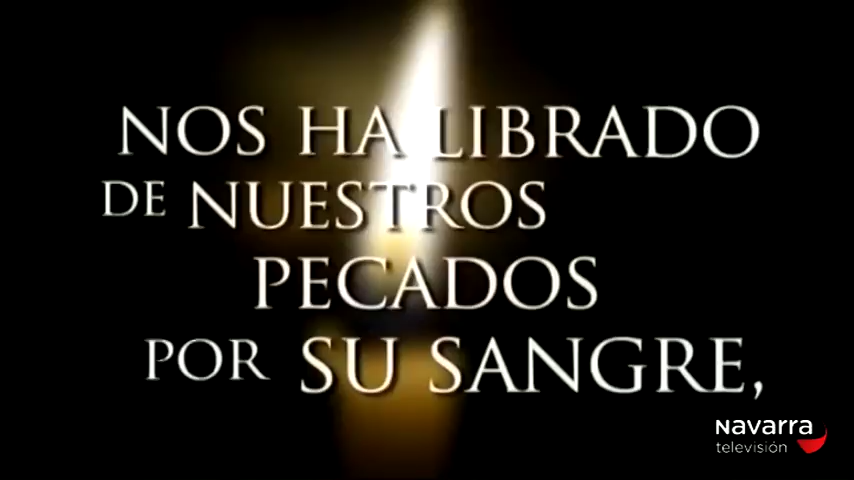 NOS HA LIBRADO
DE NUESTROS
PECADOS
POR SU SANGRE,
Navarra
televisión